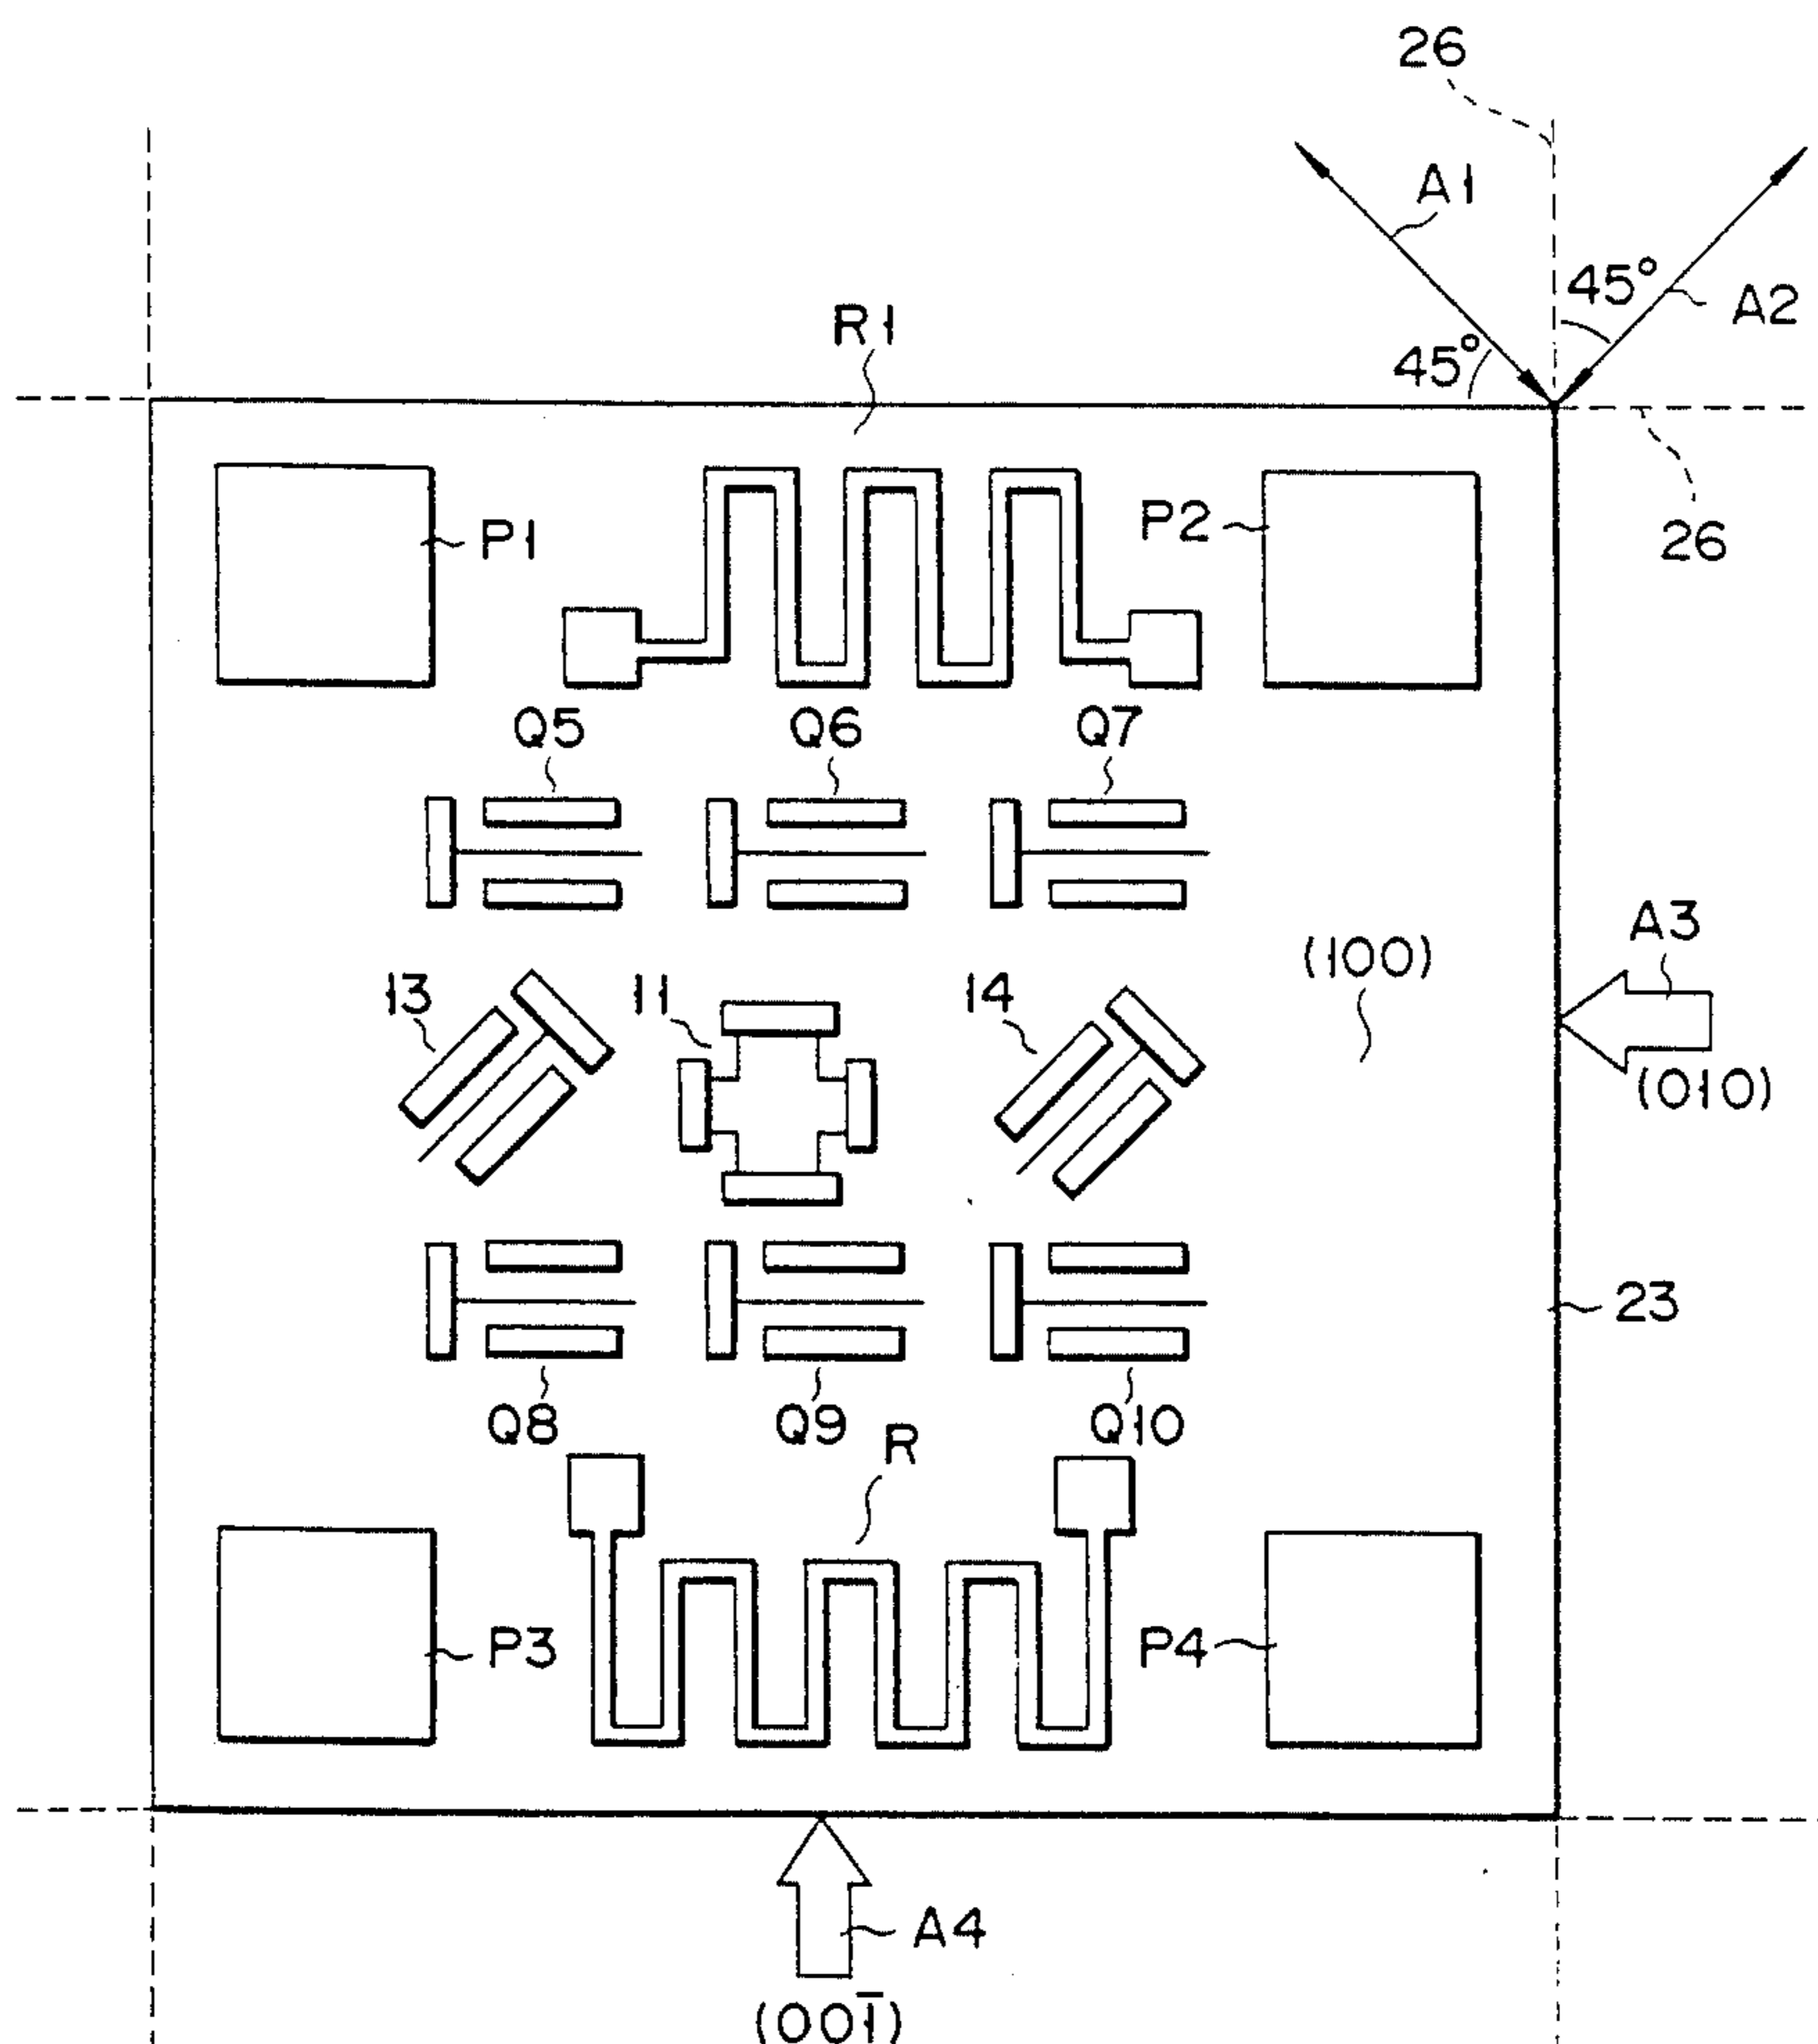 26
A1
45°
A2
R1
45°
P1
P2
26
Q5
Q6
Q7
A3
(100)
13
11
14
(010)
23
Q8
Q9
Q10
R
P3
P4
A4
(001̄)